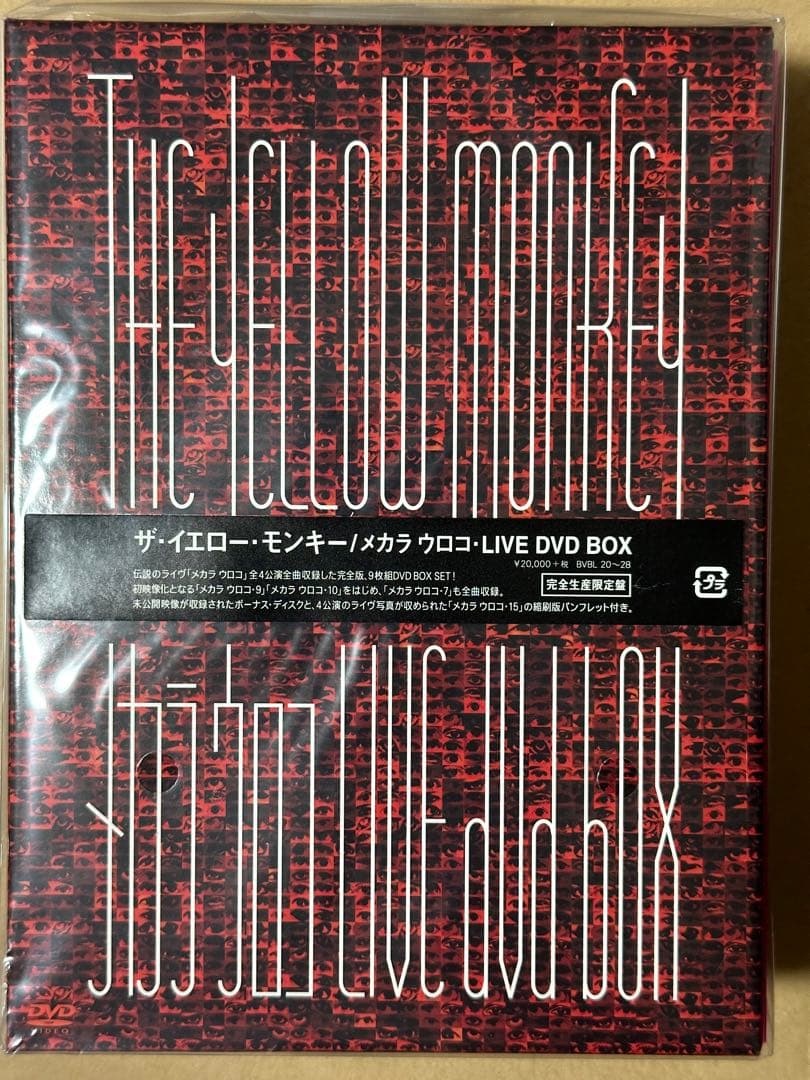 THE YELLOW MONKEY
ザ・イエロー・モンキー/メカラ ウロコ・LIVE DVD BOX
¥20,000+税 BVBL 20〜28
伝説のライヴ「メカラ ウロコ」全4公演全曲収録した完全版、9枚組DVD BOX SET!
完全生産限定盤
プラ
初映像化となる「メカラ ウロコ・9」「メカラ ウロコ・10」をはじめ、「メカラ ウロコ・7」も全曲収録。
未公開映像が収録されたボーナス・ディスクと、4公演のライヴ写真が収められた「メカラ ウロコ・15」の縮刷版パンフレット付き。
メカラ ウロコ LIVE dvd bOX
DVD
VIDEO